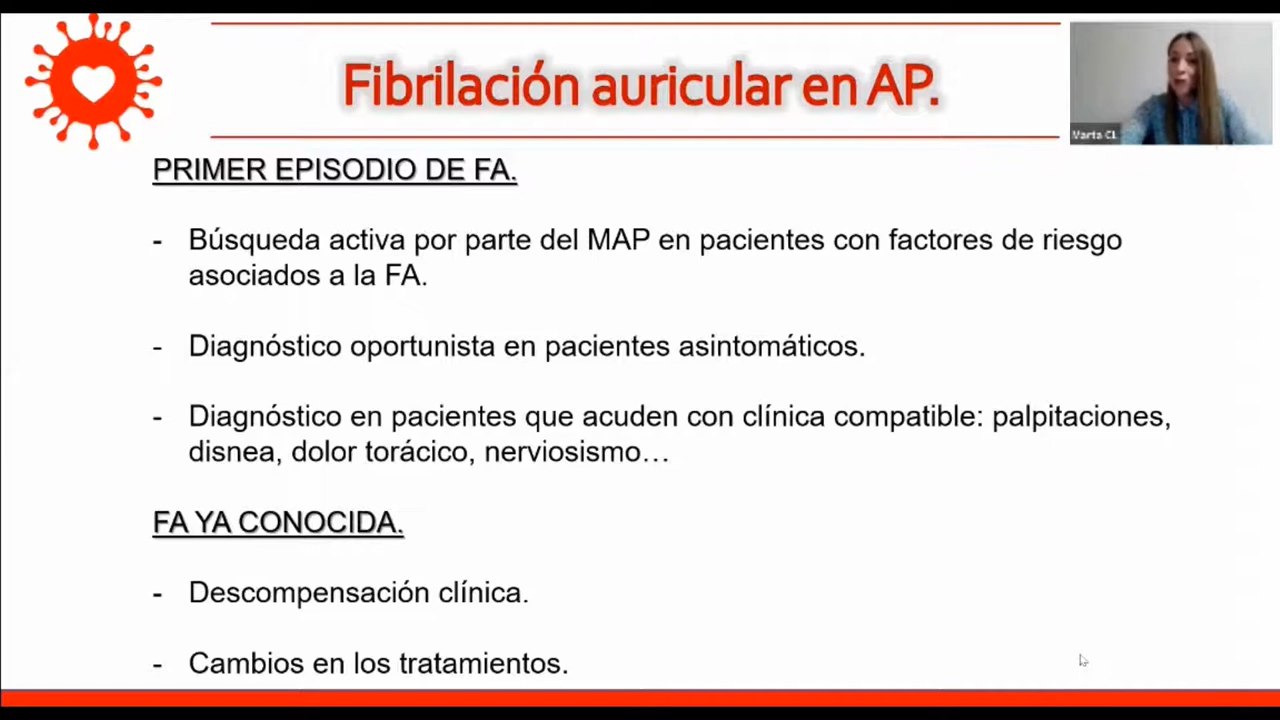 Fibrilación auricular en AP.
Marta Cl.
PRIMER EPISODIO DE FA.
- Búsqueda activa por parte del MAP en pacientes con factores de riesgo
asociados a la FA.
- Diagnóstico oportunista en pacientes asintomáticos.
- Diagnóstico en pacientes que acuden con clínica compatible: palpitaciones,
disnea, dolor torácico, nerviosismo…
FA YA CONOCIDA.
- Descompensación clínica.
- Cambios en los tratamientos.